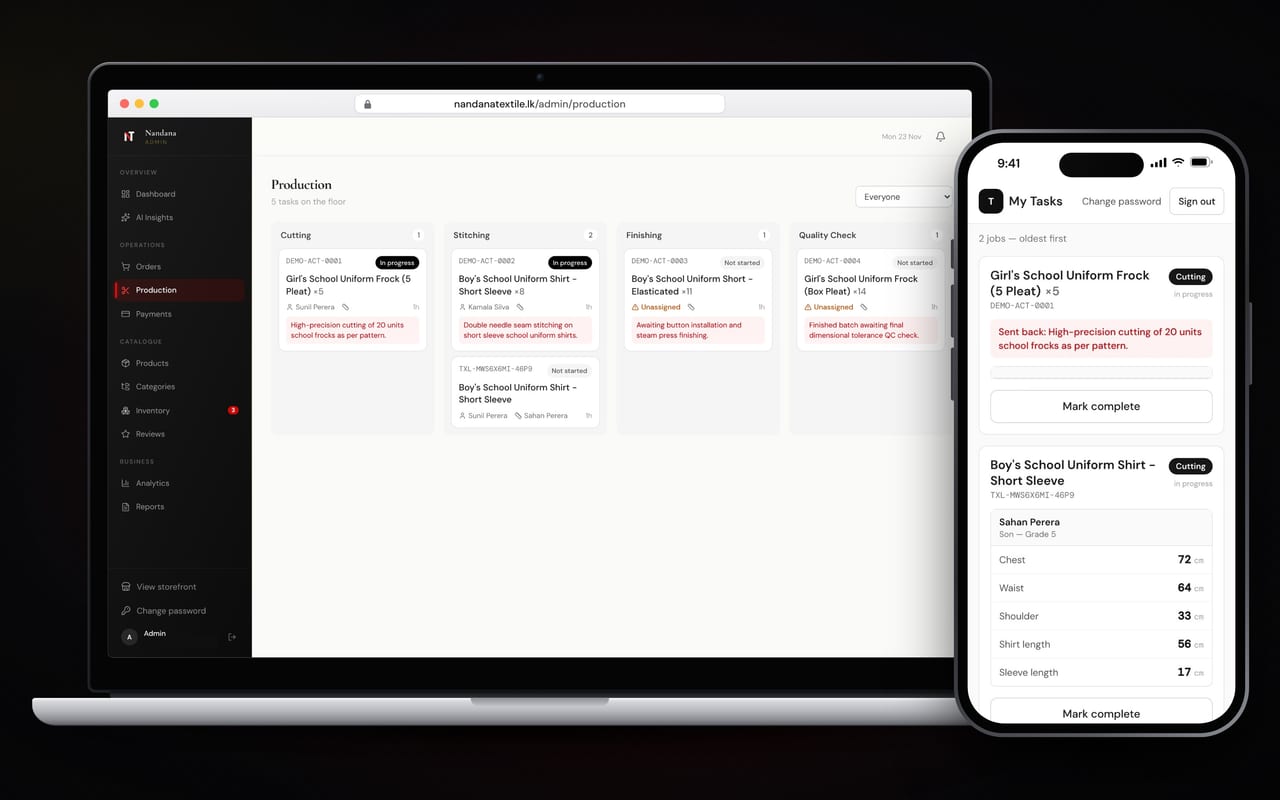 nandanatextile.lk/admin/production
NT
Nandana
ADMIN
OVERVIEW
Dashboard
AI Insights
OPERATIONS
Orders
Production
Payments
CATALOGUE
Products
Categories
Inventory
3
Reviews
BUSINESS
Analytics
Reports
View storefront
Change password
A
Admin
Mon 23 Nov
Production
5 tasks on the floor
Everyone
Cutting
1
DEMO-ACT-0001
In progress
Girl's School Uniform Frock (5
Pleat) ×5
Sunil Perera
1h
High-precision cutting of 20 units
school frocks as per pattern.
Stitching
2
DEMO-ACT-0002
In progress
Boy's School Uniform Shirt -
Short Sleeve ×8
Kamala Silva
1h
Double needle seam stitching on
short sleeve school uniform shirts.
TXL-MWS6X6MI-46P9
Not started
Boy's School Uniform Shirt -
Short Sleeve
Sunil Perera
Sahan Perera
1h
Finishing
1
DEMO-ACT-0003
Not started
Boy's School Uniform Short -
Elasticated ×11
Unassigned
1h
Awaiting button installation and
steam press finishing.
Quality Check
1
DEMO-ACT-0004
Not started
Girl's School Uniform Frock
(Box Pleat) ×14
Unassigned
1h
Finished batch awaiting final
dimensional tolerance QC check.
9:41
T
My Tasks
Change password
Sign out
2 jobs — oldest first
Girl's School Uniform Frock
(5 Pleat) ×5
Cutting
in progress
DEMO-ACT-0001
Sent back: High-precision cutting of 20 units
school frocks as per pattern.
Mark complete
Boy's School Uniform Shirt -
Short Sleeve
Cutting
in progress
TXL-MWS6X6MI-46P9
Sahan Perera
Son — Grade 5
Chest 72 cm
Waist 64 cm
Shoulder 33 cm
Shirt length 56 cm
Sleeve length 17 cm
Mark complete